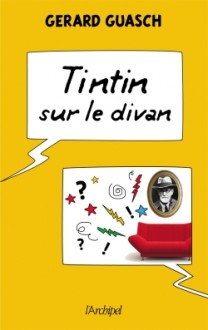 GERARD GUASCH
Tintin
sur le divan
?
?
?
l'Archipel